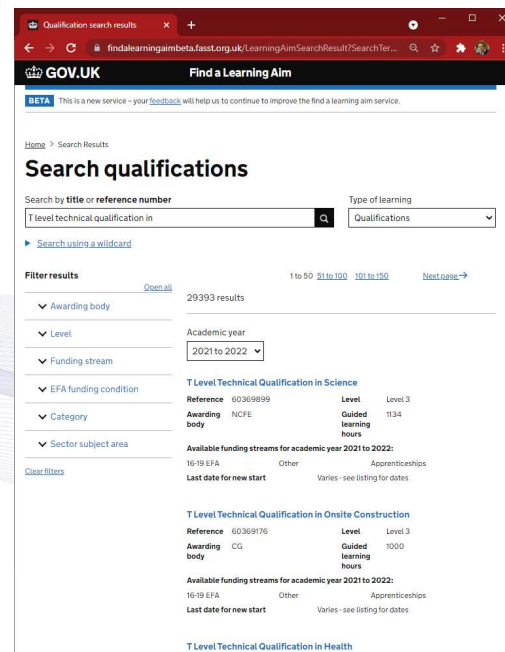 Qualification search results
findalearningaimbeta.fasst.org.uk/LearningAimSearchResult?SearchTer...
GOV.UK Find a Learning Aim
BETA This is a new service – your feedback will help us to continue to improve the find a learning aim service.
Home > Search Results
Search qualifications
Search by title or reference number
T level technical qualification in
Type of learning
Qualifications
Search using a wildcard
Filter results
Open all
Awarding body
Level
Funding stream
EFA funding condition
Category
Sector subject area
Clear filters
1 to 50 51 to 100 101 to 150 Next page
29393 results
Academic year
2021 to 2022
T Level Technical Qualification in Science
Reference 60369899 Level Level 3
Awarding body NCFE Guided learning hours 1134
Available funding streams for academic year 2021 to 2022:
16-19 EFA Other Apprenticeships
Last date for new start Varies - see listing for dates
T Level Technical Qualification in Onsite Construction
Reference 60369176 Level Level 3
Awarding body CG Guided learning hours 1000
Available funding streams for academic year 2021 to 2022:
16-19 EFA Other Apprenticeships
Last date for new start Varies - see listing for dates
T Level Technical Qualification in Health